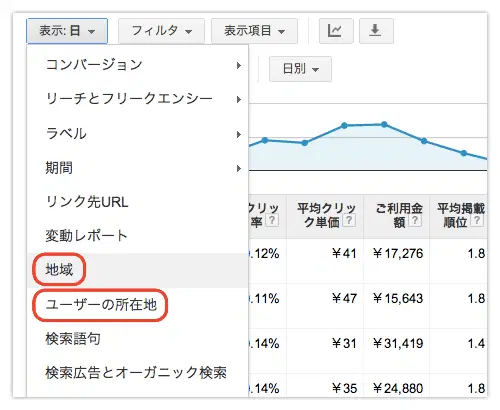 表示: 日 フィルタ 表示項目
コンバージョン 日別
リーチとフリークエンシー
ラベル
期間
リンク先URL
クリッ 平均クリッ ご利用金 平均掲載
率 ? ク単価 ? 額 ? 順位 ?
変動レポート
.12% ￥41 ￥17,276 1.8
地域
.11% ￥47 ￥15,643 1.8
ユーザーの所在地
検索語句
.14% ￥31 ￥31,419 1.4
検索広告とオーガニック検索
.14% ￥35 ￥24,880 1.8